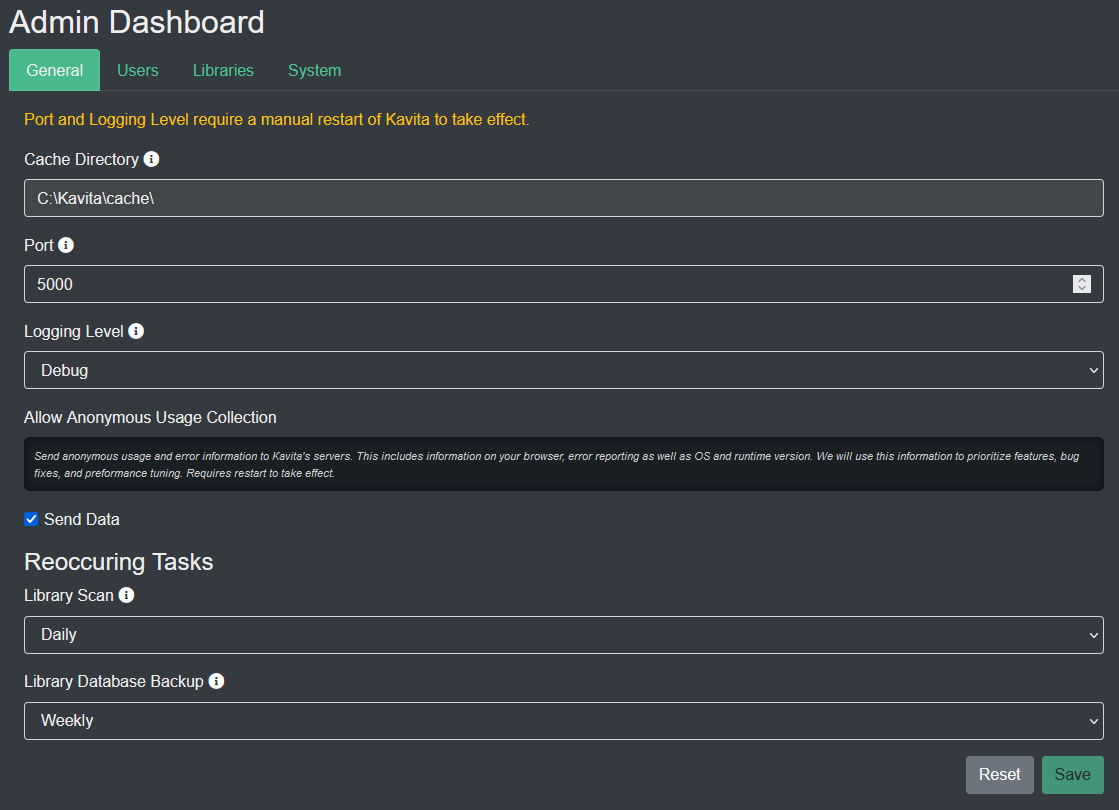 Admin Dashboard
General Users Libraries System
Port and Logging Level require a manual restart of Kavita to take effect.
Cache Directory
C:\Kavita\cache\
Port
5000
Logging Level
Debug
Allow Anonymous Usage Collection
Send anonymous usage and error information to Kavita's servers. This includes information on your browser, error reporting as well as OS and runtime version. We will use this information to prioritize features, bug
fixes, and preformance tuning. Requires restart to take effect.
Send Data
Reoccuring Tasks
Library Scan
Daily
Library Database Backup
Weekly
Reset Save